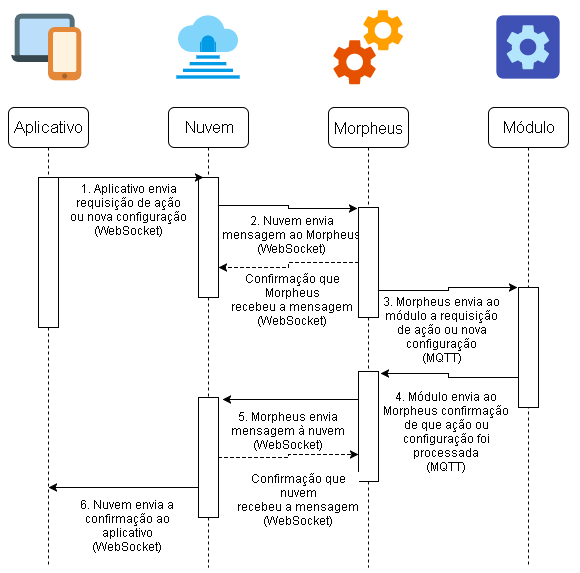 Aplicativo
Nuvem
Morpheus
Módulo
1. Aplicativo envia
requisição de ação
ou nova configuração
(WebSocket)
2. Nuvem envia
mensagem ao Morpheus
(WebSocket)
Confirmação que
Morpheus
recebeu a mensagem
(WebSocket)
3. Morpheus envia ao
módulo a requisição
de ação ou nova
configuração
(MQTT)
4. Módulo envia ao
Morpheus confirmação
de que ação ou
configuração foi
processada
(MQTT)
5. Morpheus envia
mensagem à nuvem
(WebSocket)
Confirmação que
nuvem
recebeu a mensagem
(WebSocket)
6. Nuvem envia a
confirmação ao
aplicativo
(WebSocket)